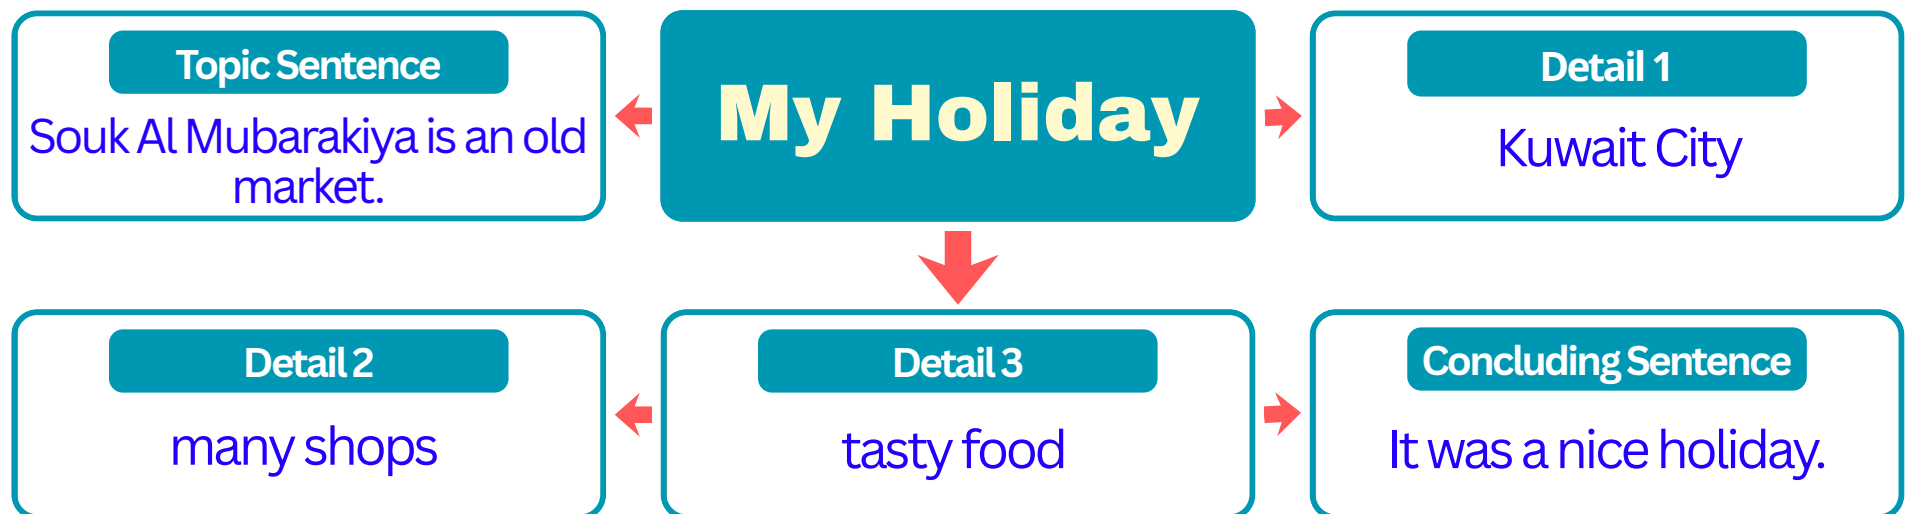 Topic Sentence
Souk Al Mubarakiya is an old
market.
My Holiday
Detail 1
Kuwait City
Detail 2
many shops
Detail 3
tasty food
Concluding Sentence
It was a nice holiday.